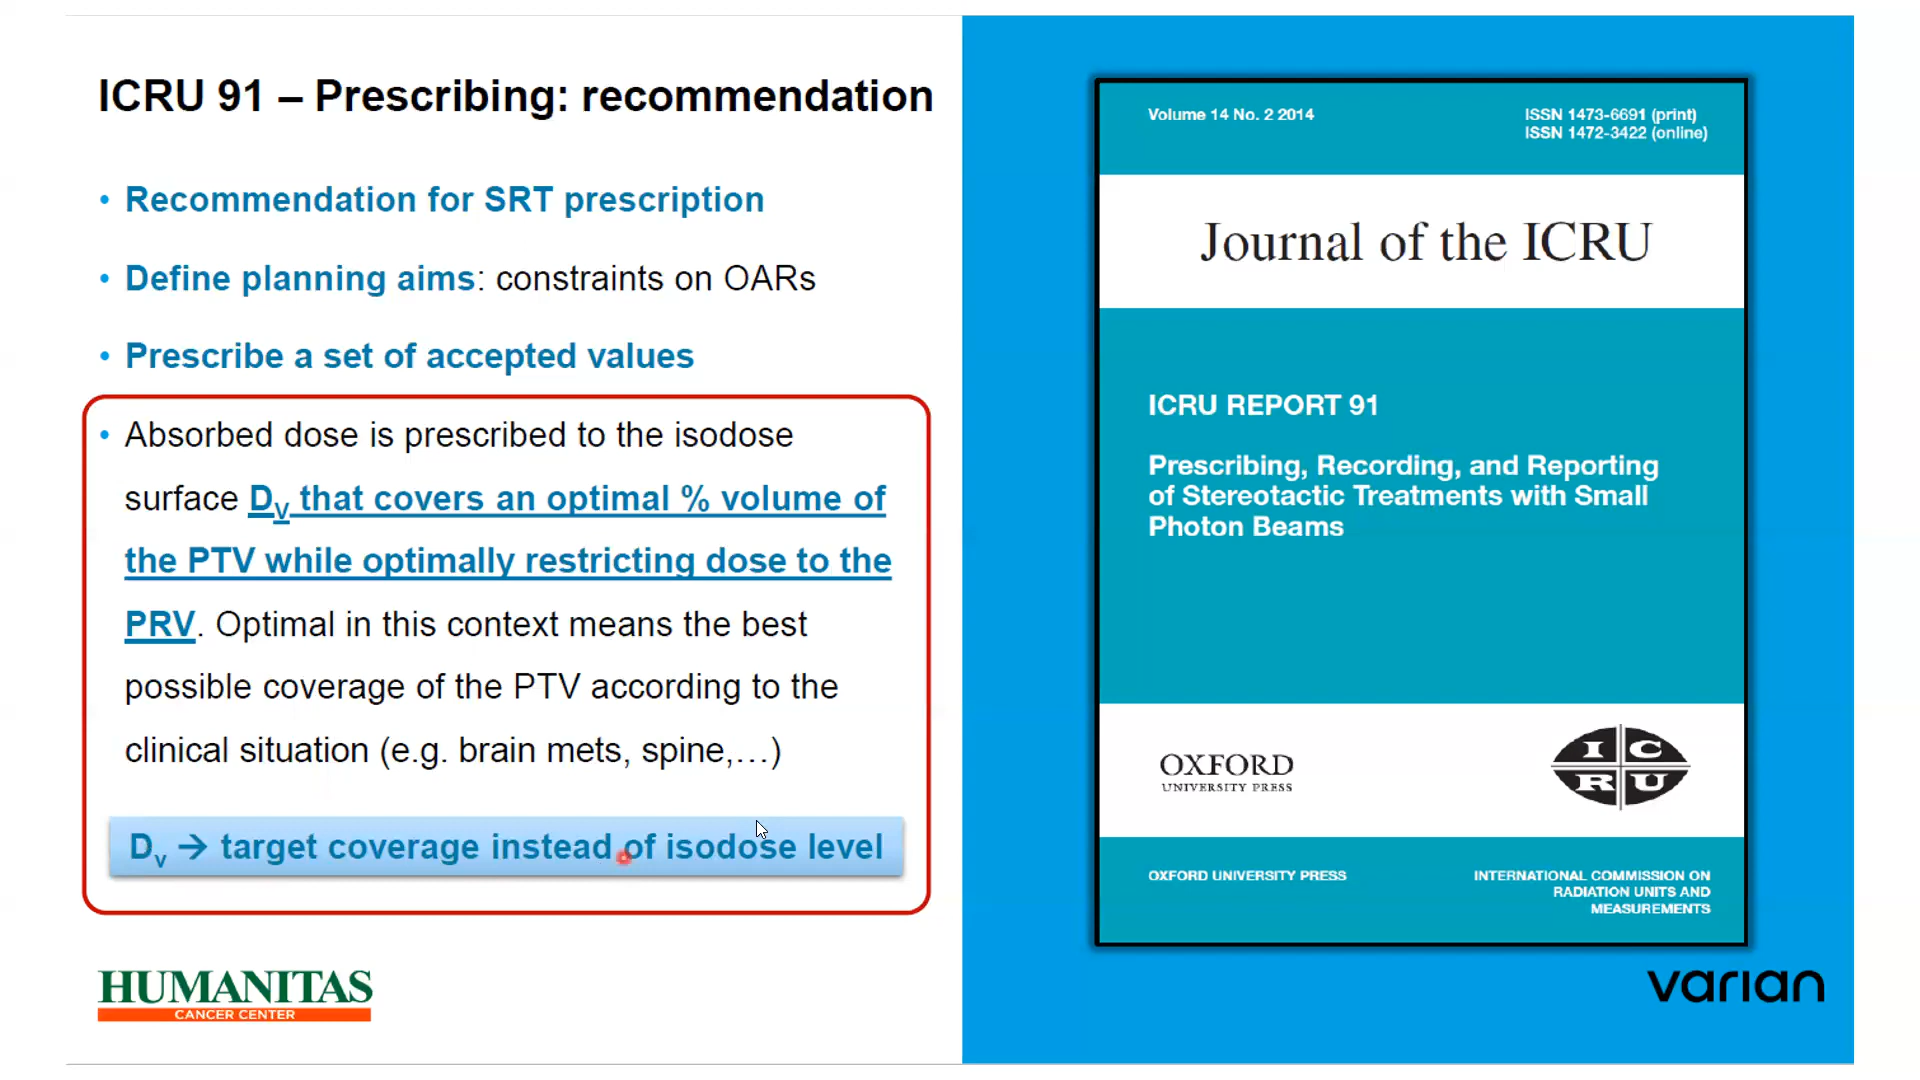 ICRU 91 – Prescribing: recommendation
• Recommendation for SRT prescription
• Define planning aims: constraints on OARs
• Prescribe a set of accepted values
• Absorbed dose is prescribed to the isodose
surface DV that covers an optimal % volume of
the PTV while optimally restricting dose to the
PRV. Optimal in this context means the best
possible coverage of the PTV according to the
clinical situation (e.g. brain mets, spine,…)
Dv → target coverage instead of isodose level
HUMANITAS
CANCER CENTER
Volume 14 No. 2 2014
ISSN 1473-6691 (print)
ISSN 1472-3422 (online)
Journal of the ICRU
ICRU REPORT 91
Prescribing, Recording, and Reporting
of Stereotactic Treatments with Small
Photon Beams
OXFORD
UNIVERSITY PRESS
I C
R U
OXFORD UNIVERSITY PRESS
INTERNATIONAL COMMISSION ON
RADIATION UNITS AND
MEASUREMENTS
varian